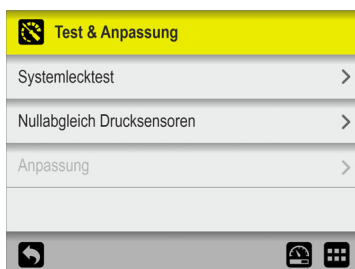 Test & Anpassung
Systemlecktest
Nullabgleich Drucksensoren
Anpassung